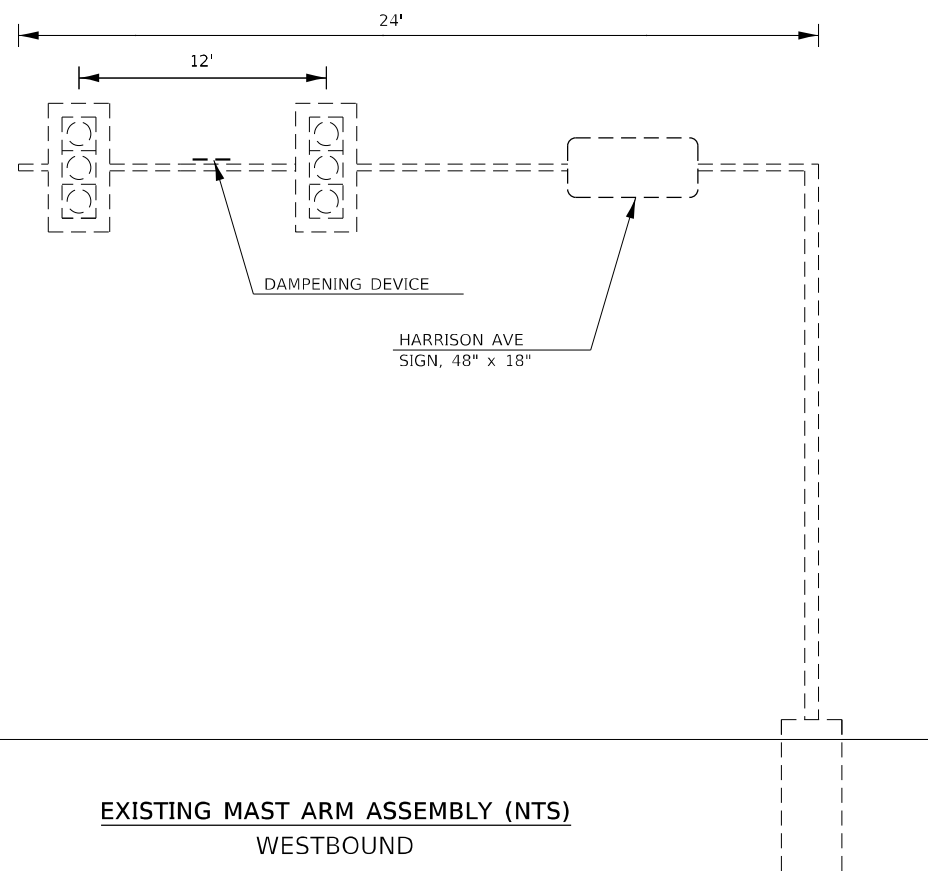 24'
12'
DAMPENING DEVICE
HARRISON AVE
SIGN, 48" x 18"
EXISTING MAST ARM ASSEMBLY (NTS)
WESTBOUND